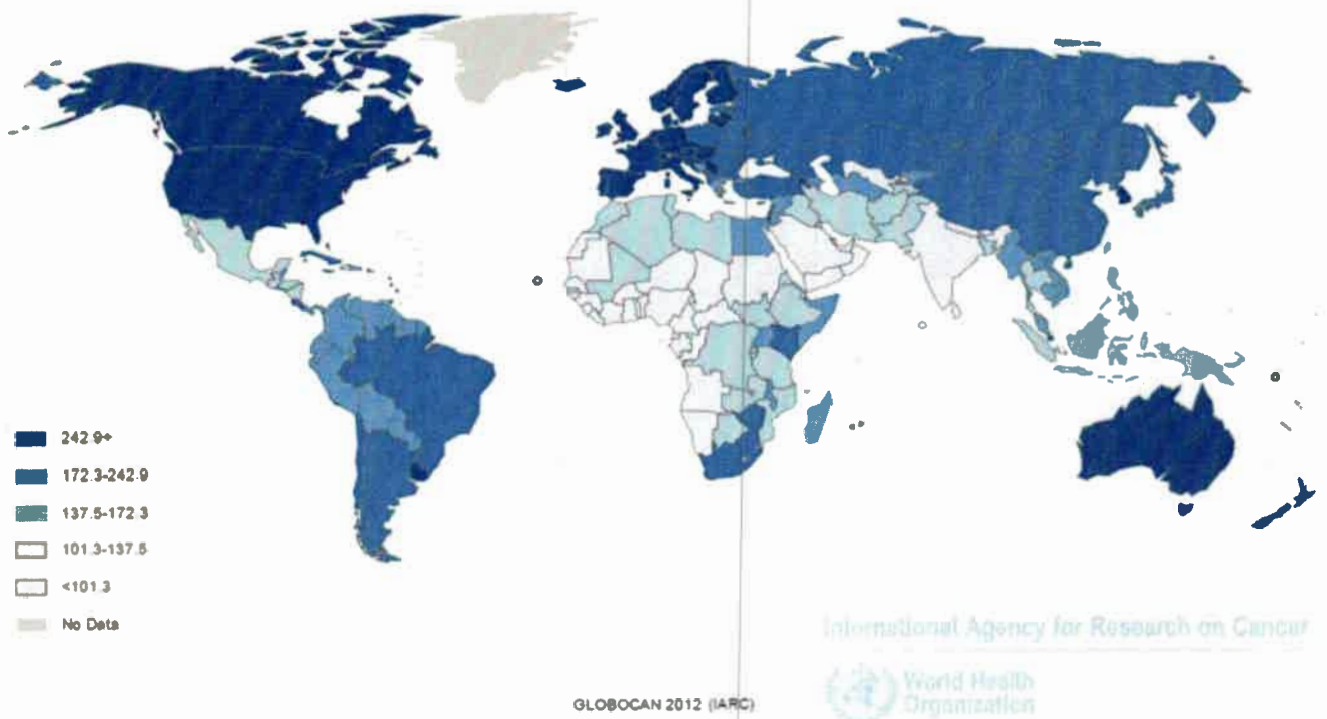 242.9+
172.3-242.9
137.5-172.3
101.3-137.5
<101.3
No Data
International Agency for Research on Cancer
World Health
Organization
GLOBOCAN 2012 (IARC)